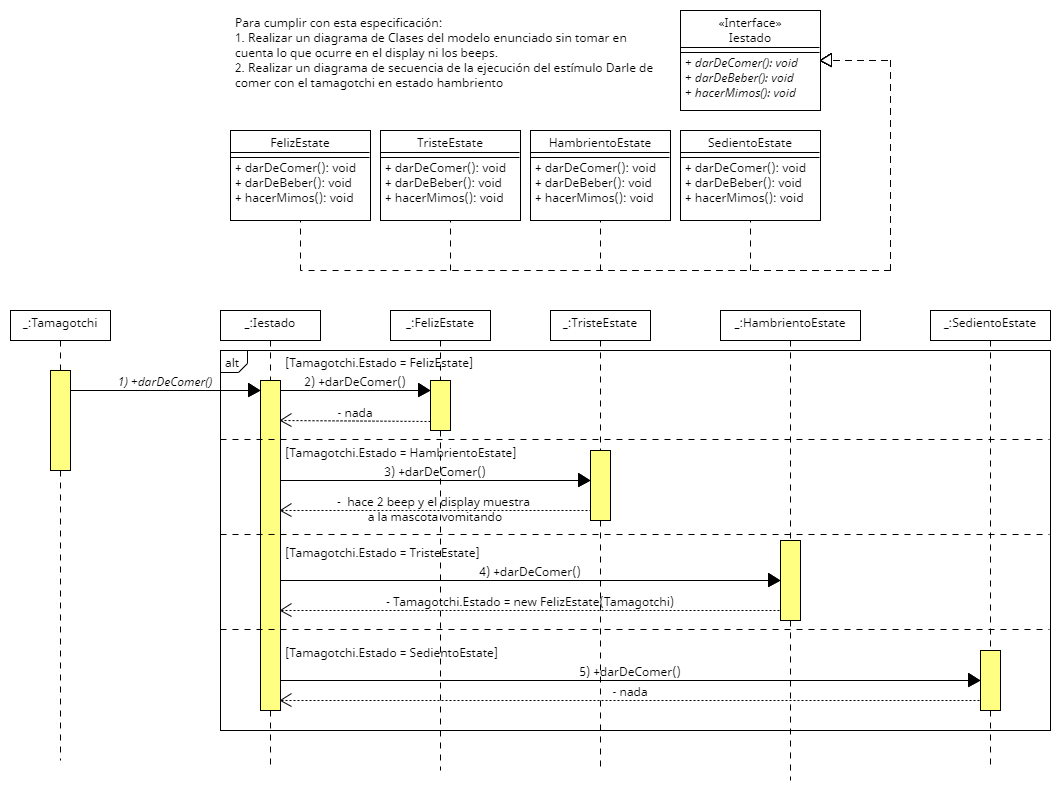 Para cumplir con esta especificación:
1. Realizar un diagrama de Clases del modelo enunciado sin tomar en
cuenta lo que ocurre en el display ni los beeps.
2. Realizar un diagrama de secuencia de la ejecución del estímulo Darle de
comer con el tamagotchi en estado hambriento
«Interface»
Iestado
+ darDeComer(): void
+ darDeBeber(): void
+ hacerMimos(): void
FelizEstate
+ darDeComer(): void
+ darDeBeber(): void
+ hacerMimos(): void
TristeEstate
+ darDeComer(): void
+ darDeBeber(): void
+ hacerMimos(): void
HambrientoEstate
+ darDeComer(): void
+ darDeBeber(): void
+ hacerMimos(): void
SedientoEstate
+ darDeComer(): void
+ darDeBeber(): void
+ hacerMimos(): void
_:Tamagotchi
_:Iestado
_:FelizEstate
_:TristeEstate
_:HambrientoEstate
_:SedientoEstate
alt
[Tamagotchi.Estado = FelizEstate]
1) +darDeComer()
2) +darDeComer()
- nada
[Tamagotchi.Estado = HambrientoEstate]
3) +darDeComer()
- hace 2 beep y el display muestra
a la mascota vomitando
[Tamagotchi.Estado = TristeEstate]
4) +darDeComer()
- Tamagotchi.Estado = new FelizEstate(Tamagotchi)
[Tamagotchi.Estado = SedientoEstate]
5) +darDeComer()
- nada